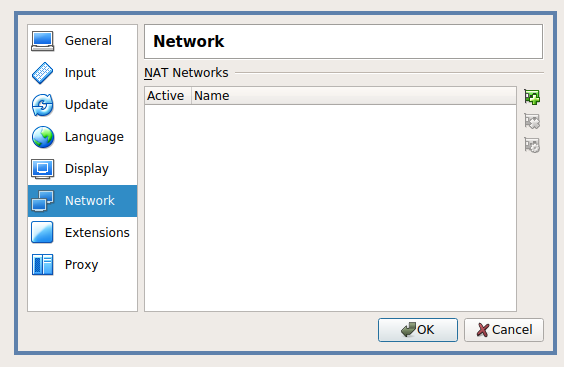 General
Input
Update
Language
Display
Network
Extensions
Proxy
Network
NAT Networks
Active Name
OK Cancel